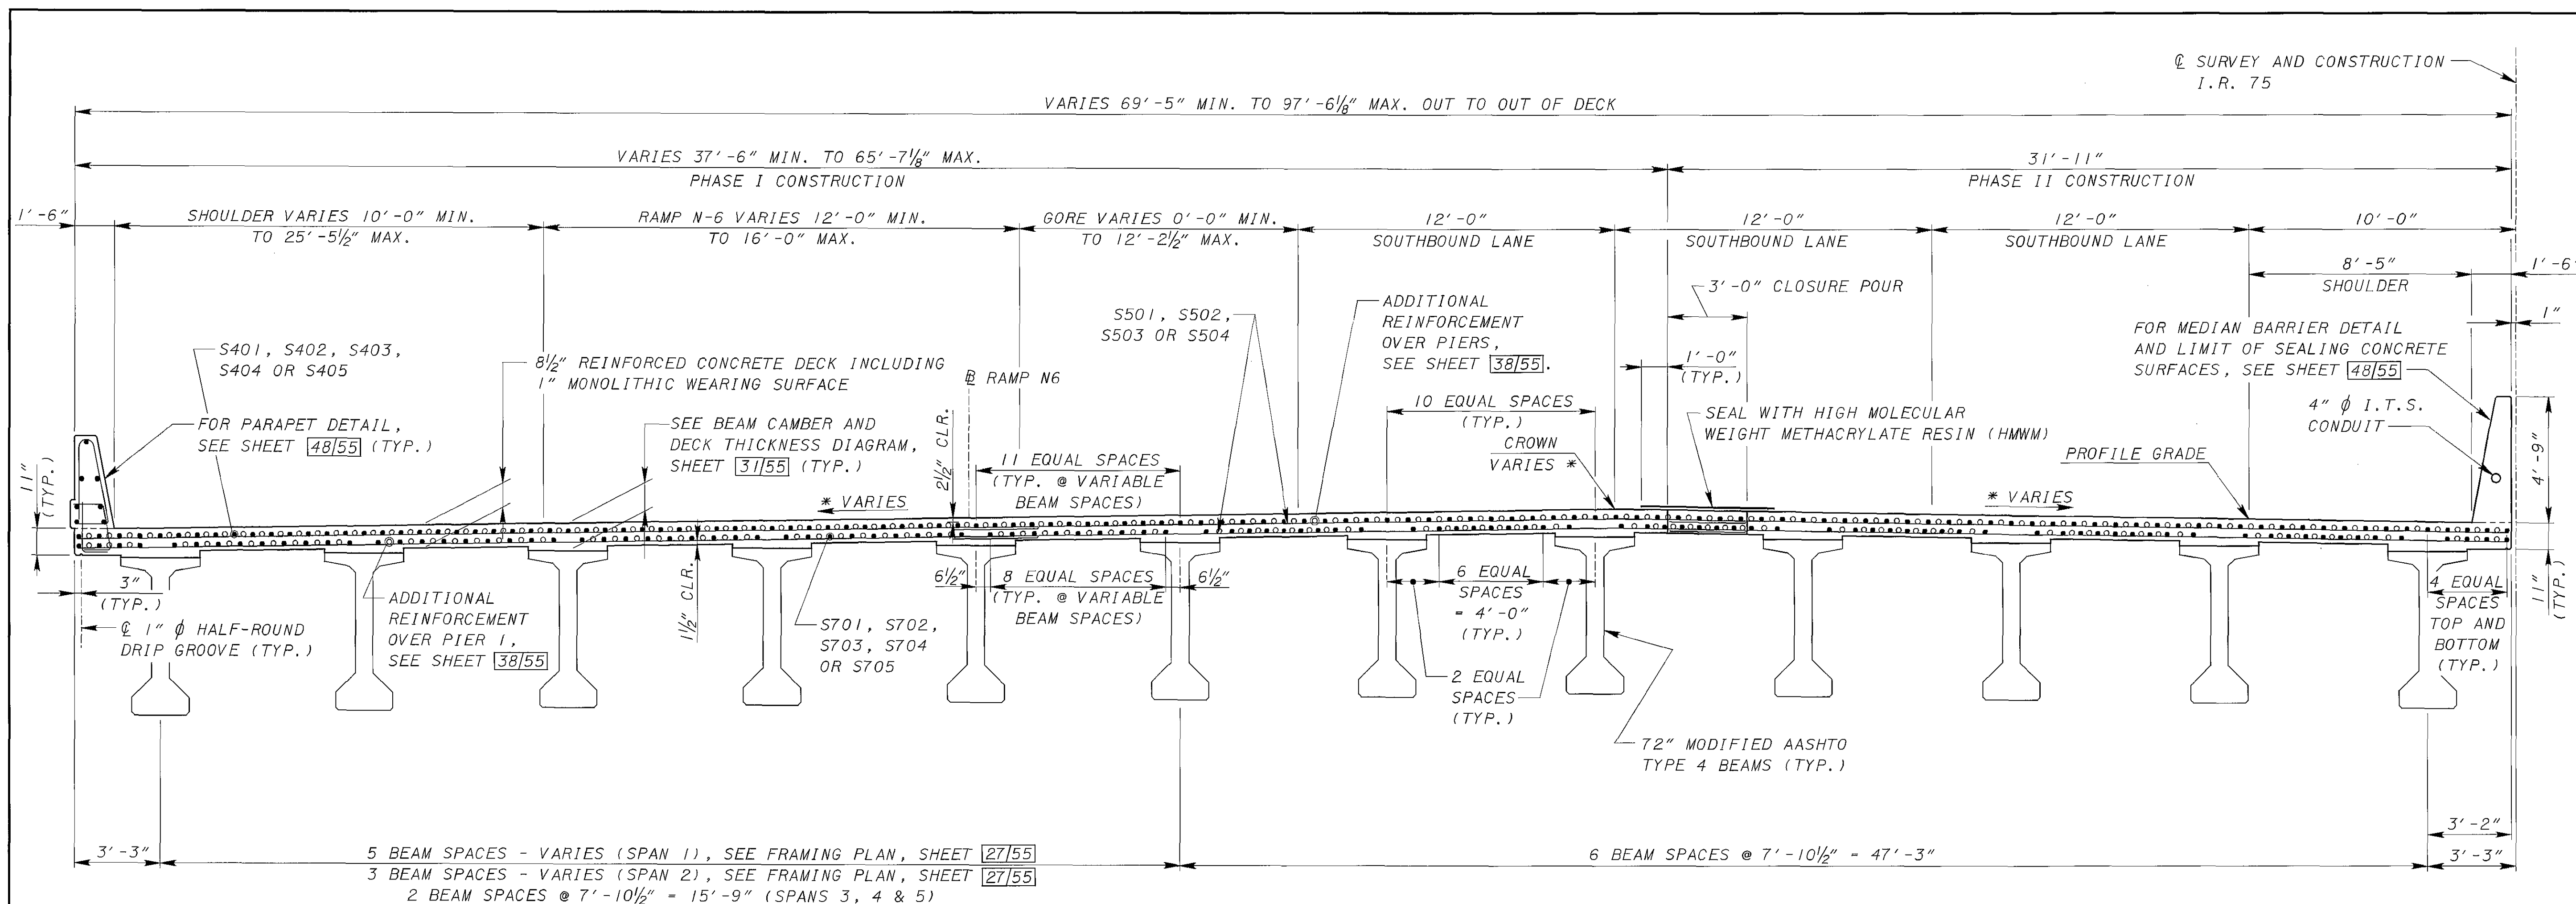 ℄ SURVEY AND CONSTRUCTION
I.R. 75
VARIES 69'-5" MIN. TO 97'-6⅛" MAX. OUT TO OUT OF DECK
VARIES 37'-6" MIN. TO 65'-7⅛" MAX.
PHASE I CONSTRUCTION
31'-11"
PHASE II CONSTRUCTION
1'-6"
SHOULDER VARIES 10'-0" MIN.
TO 25'-5½" MAX.
RAMP N-6 VARIES 12'-0" MIN.
TO 16'-0" MAX.
GORE VARIES 0'-0" MIN.
TO 12'-2½" MAX.
12'-0"
SOUTHBOUND LANE
12'-0"
SOUTHBOUND LANE
12'-0"
SOUTHBOUND LANE
10'-0"
8'-5"
SHOULDER
1'-6"
1"
3'-0" CLOSURE POUR
1'-0"
(TYP.)
S401, S402, S403,
S404 OR S405
8½" REINFORCED CONCRETE DECK INCLUDING
1" MONOLITHIC WEARING SURFACE
FOR PARAPET DETAIL,
SEE SHEET 48/55 (TYP.)
SEE BEAM CAMBER AND
DECK THICKNESS DIAGRAM,
SHEET 31/55 (TYP.)
* VARIES
B RAMP N6
2½" CLR.
11 EQUAL SPACES
(TYP. @ VARIABLE
BEAM SPACES)
S501, S502,
S503 OR S504
ADDITIONAL
REINFORCEMENT
OVER PIERS,
SEE SHEET 38/55.
10 EQUAL SPACES
(TYP.)
CROWN
VARIES *
SEAL WITH HIGH MOLECULAR
WEIGHT METHACRYLATE RESIN (HMWM)
FOR MEDIAN BARRIER DETAIL
AND LIMIT OF SEALING CONCRETE
SURFACES, SEE SHEET 48/55
4" ϕ I.T.S.
CONDUIT
PROFILE GRADE
* VARIES
4'-9"
11"
(TYP.)
11"
(TYP.)
3"
(TYP.)
℄ 1" ϕ HALF-ROUND
DRIP GROOVE (TYP.)
ADDITIONAL
REINFORCEMENT
OVER PIER 1,
SEE SHEET 38/55
1½" CLR.
S701, S702,
S703, S704
OR S705
6½"
8 EQUAL SPACES
(TYP. @ VARIABLE
BEAM SPACES)
6½"
6 EQUAL
SPACES
= 4'-0"
(TYP.)
2 EQUAL
SPACES
(TYP.)
72" MODIFIED AASHTO
TYPE 4 BEAMS (TYP.)
4 EQUAL
SPACES
TOP AND
BOTTOM
(TYP.)
3'-3"
5 BEAM SPACES - VARIES (SPAN 1), SEE FRAMING PLAN, SHEET 27/55
3 BEAM SPACES - VARIES (SPAN 2), SEE FRAMING PLAN, SHEET 27/55
2 BEAM SPACES @ 7'-10½" = 15'-9" (SPANS 3, 4 & 5)
6 BEAM SPACES @ 7'-10½" = 47'-3"
3'-2"
3'-3"